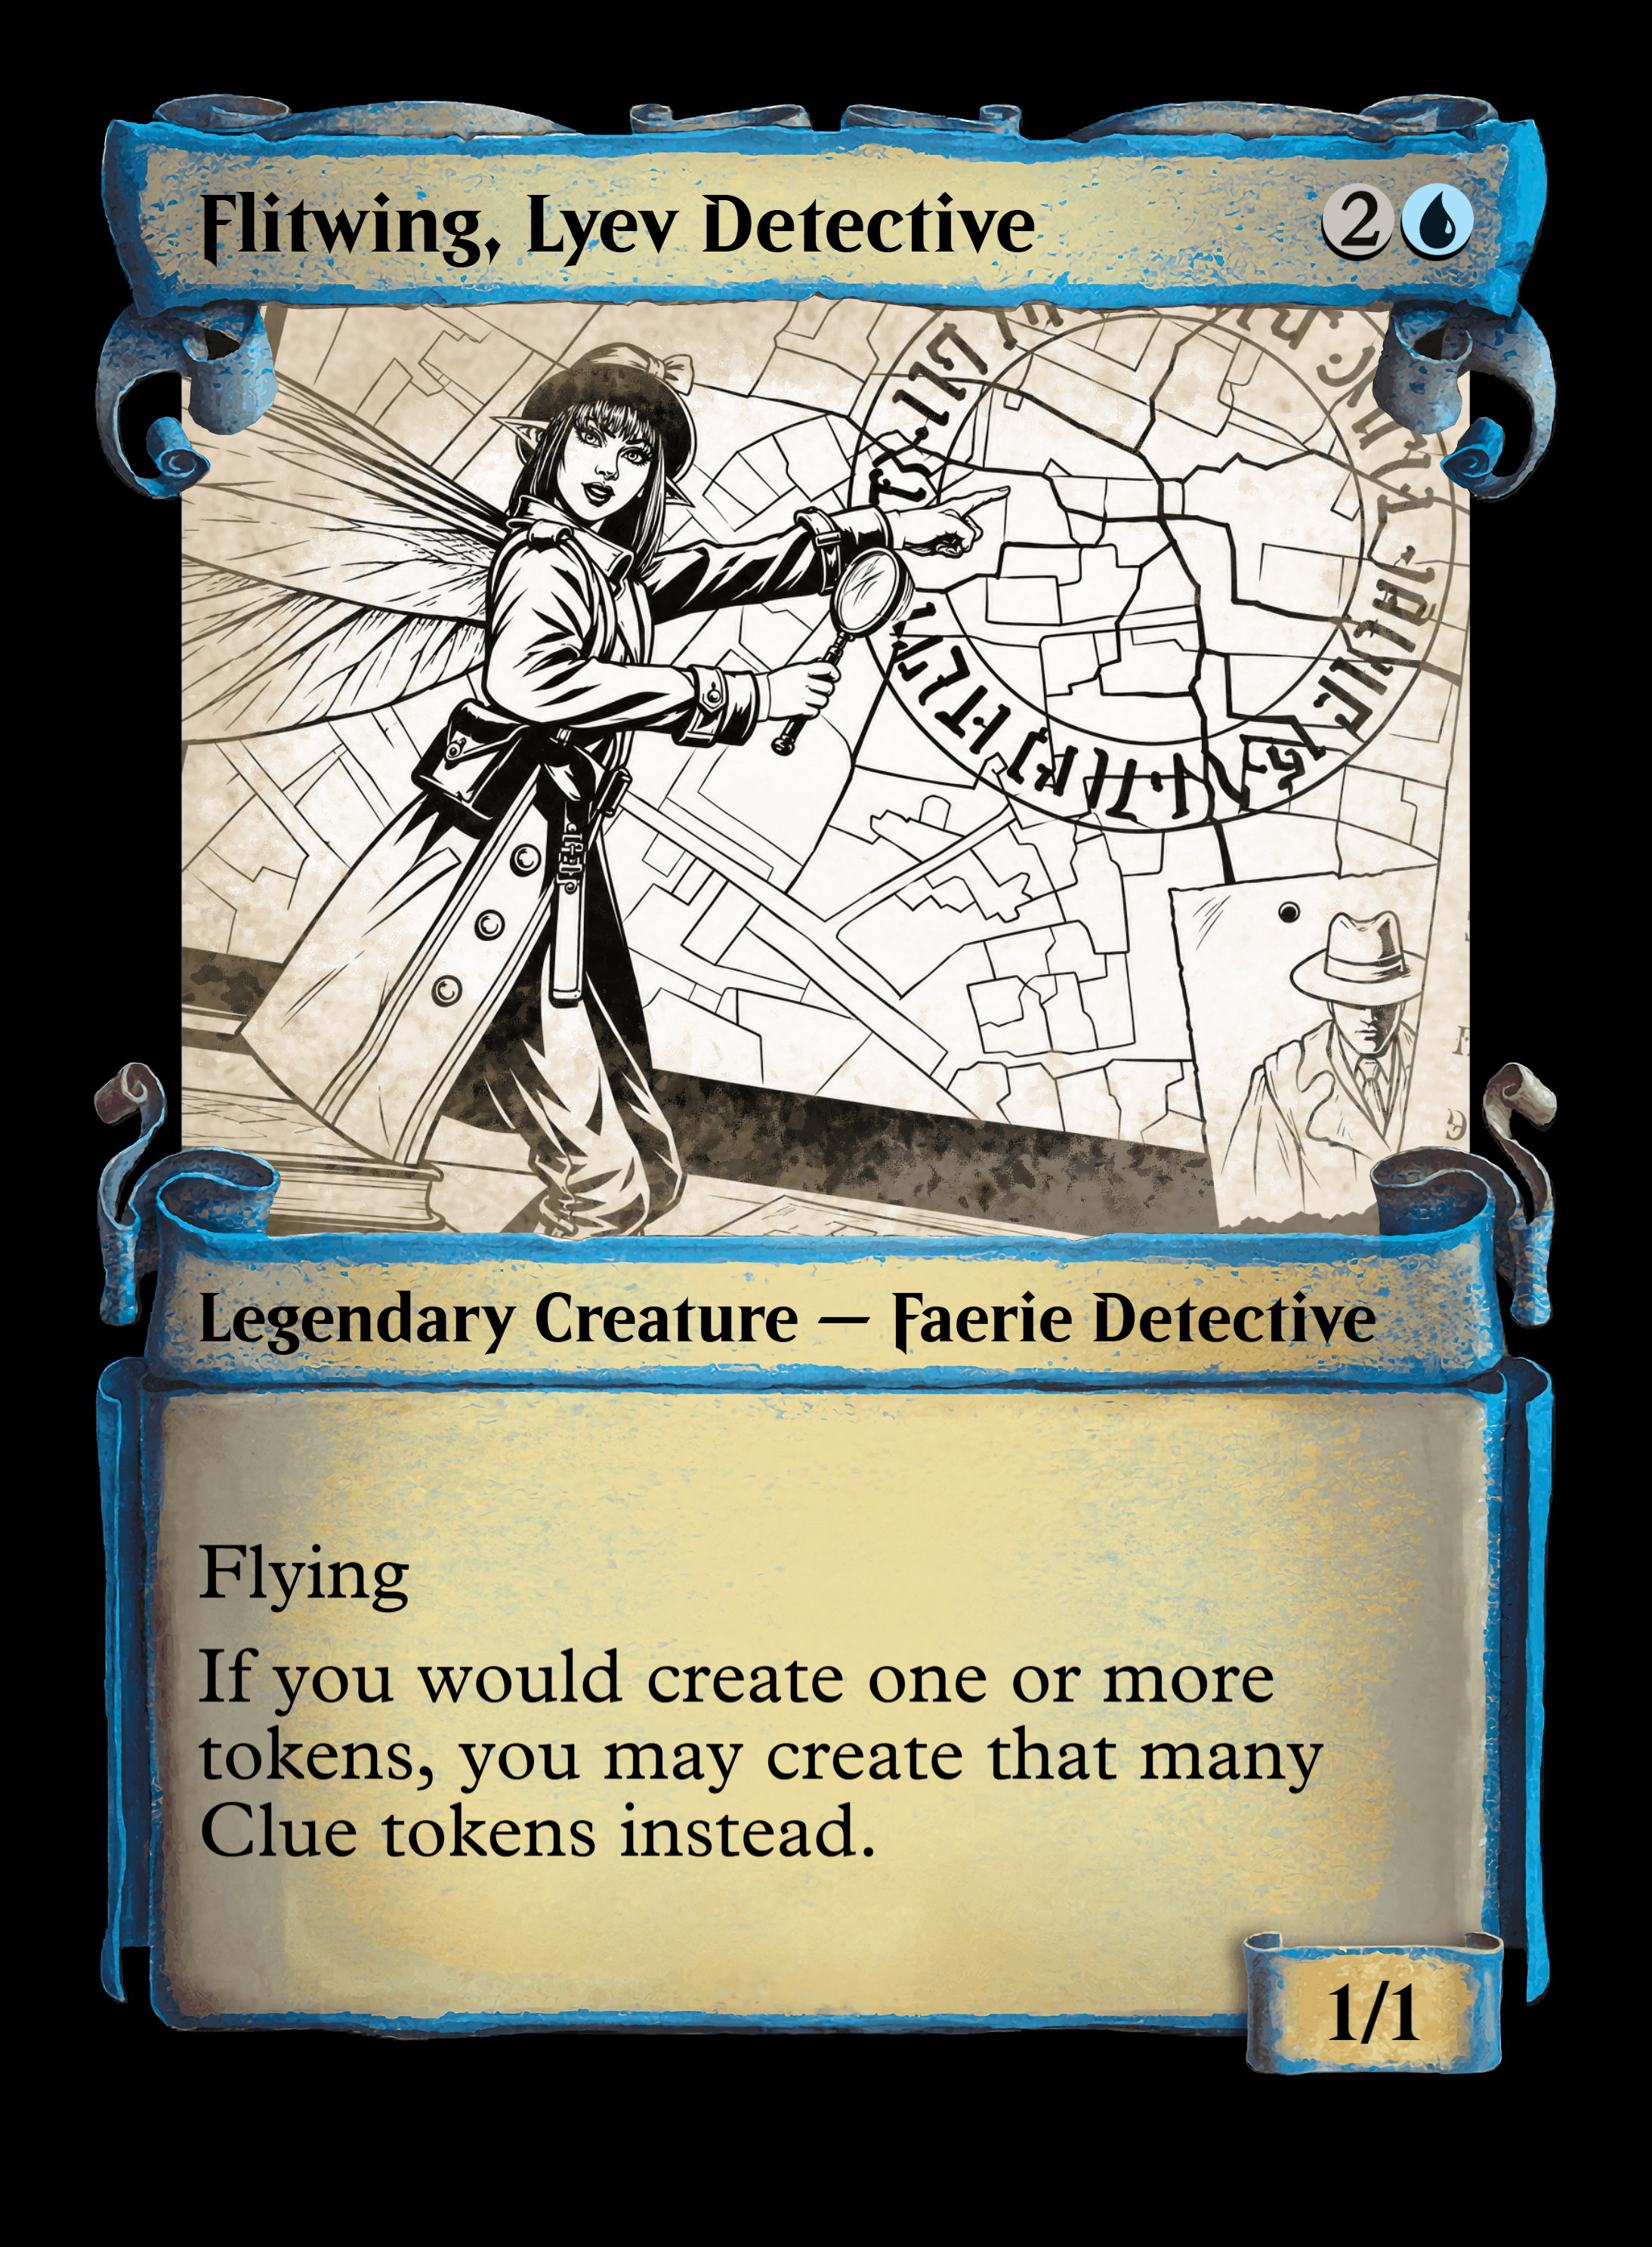 Flitwing, Lyev Detective 2
Legendary Creature — Faerie Detective
Flying
If you would create one or more
tokens, you may create that many
Clue tokens instead.
1/1